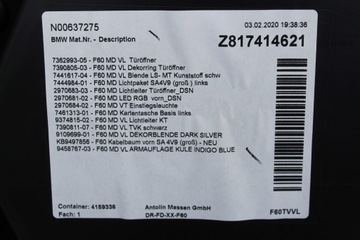 N00637275
03.02.2020 19:38:36
BMW Mat.Nr. - Description
Z817414621
7362993-05 - F60 MD VL Türöffner
7390805-03 - F60 MD VL Dekorring Türöffner
7441617-04 - F60 MD VL Blende LS- MT Kunststoff schw
7444984-01 - F60 MD VL Lichtpaket SA4V9 (groß) links
2970683-03 - F60 MD Lichtleiter Türöffner_DSN
2970681-02 - F60 MD LED RGB vorn_DSN
2970684-02 - F60 MD VT Einstiegsleuchte
7461313-01 - F60 MD Kartentasche Basis links
9374815-02 - F60 MD VL Lichtleiter KT
7390811-07 - F60 MD VL TVK schwarz
9109699-01 - F60 MD VL DEKORBLENDE DARK SILVER
KB9497856 - F60 Kabelbaum vorn SA 4V9 (groß) - NEU
9458767-03 - F60 MD VL ARMAUFLAGE KULE INDIGO BLUE
Container: 4159336
Antolin Massen GmbH
Fach: 1
DR-FD-XX-F60
F60TVVL